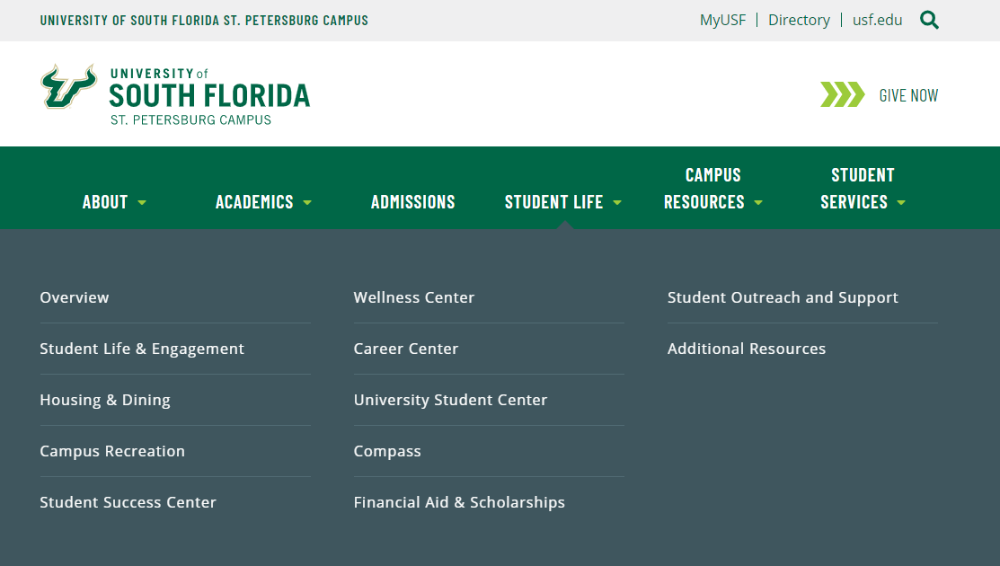 UNIVERSITY OF SOUTH FLORIDA ST. PETERSBURG CAMPUS
MyUSF
Directory
usf.edu
UNIVERSITY of
SOUTH FLORIDA
ST. PETERSBURG CAMPUS
GIVE NOW
ABOUT
ACADEMICS
ADMISSIONS
STUDENT LIFE
CAMPUS
RESOURCES
STUDENT
SERVICES
Overview
Student Life & Engagement
Housing & Dining
Campus Recreation
Student Success Center
Wellness Center
Career Center
University Student Center
Compass
Financial Aid & Scholarships
Student Outreach and Support
Additional Resources